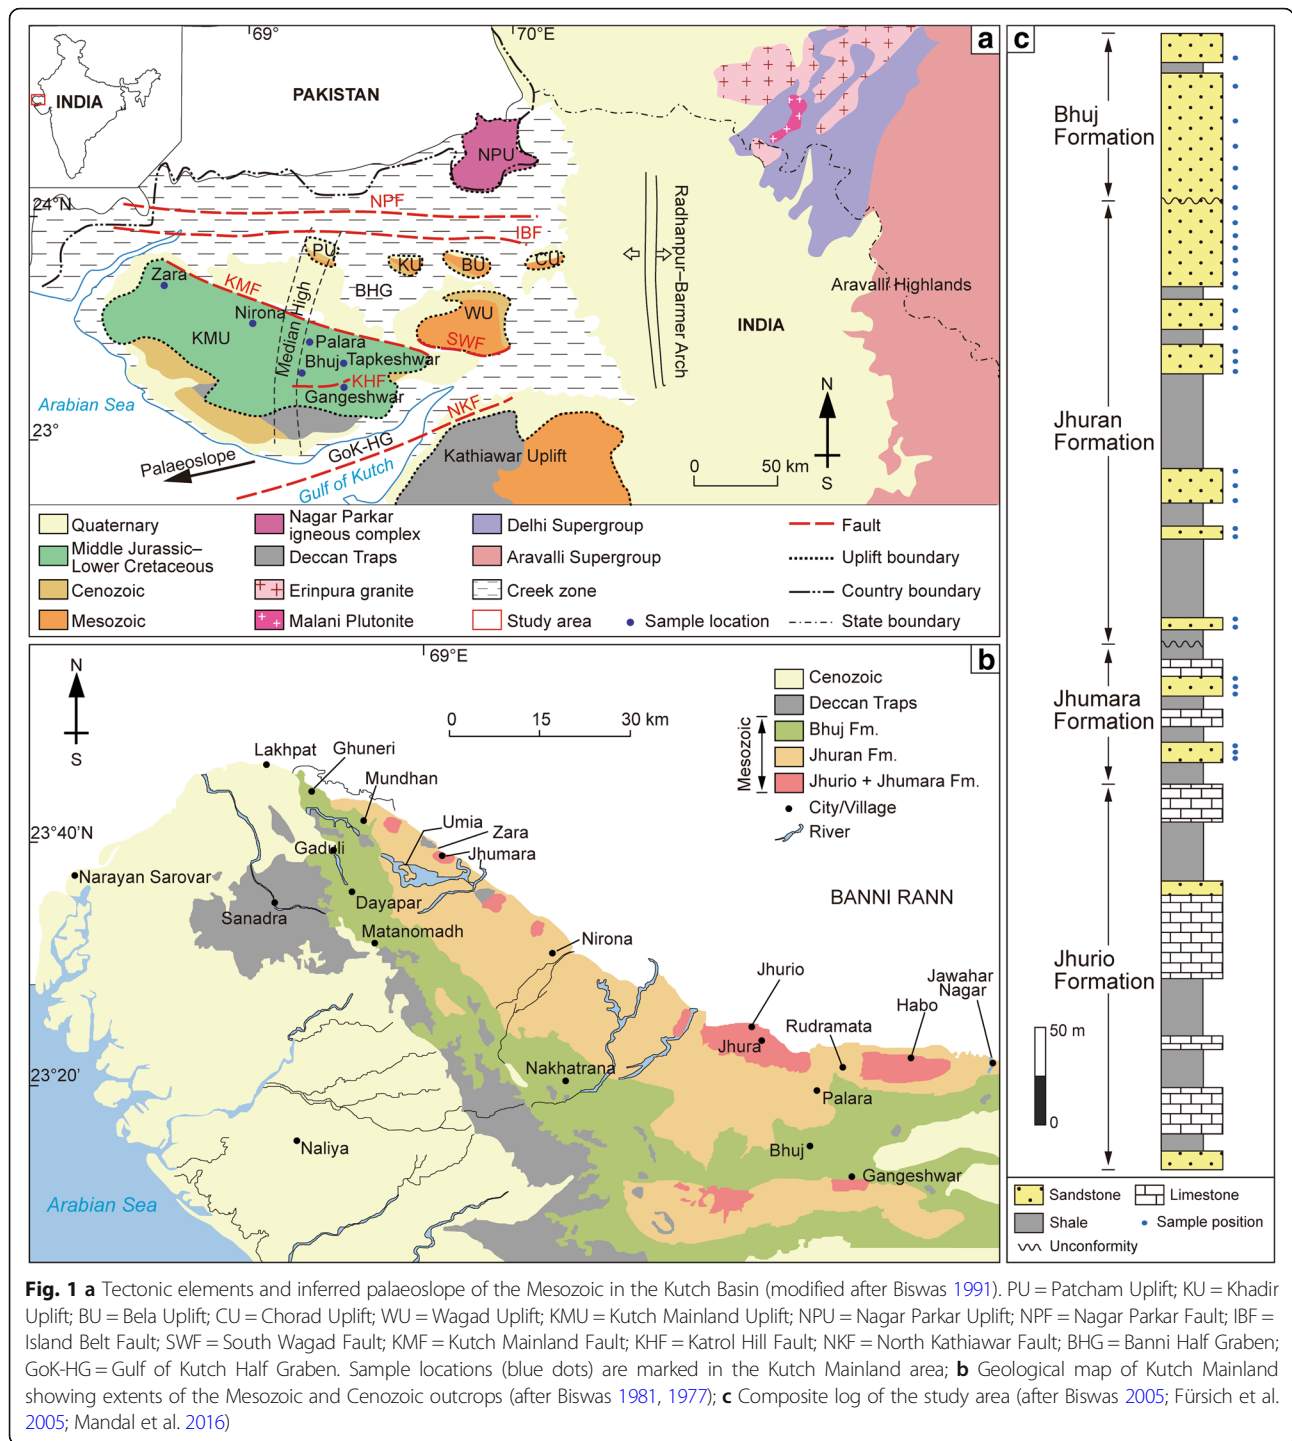 69°
70°E
a
INDIA
PAKISTAN
NPU
24°N
NPF
IBF
PU
KU
BU
CU
Zara
KMF
BHG
Nirona
Median High
WU
KMU
Palara
SWF
Bhuj
Tapkeshwar
KHF
Gangeshwar
Arabian Sea
NKF
23°
GoK-HG
Palaeoslope
Gulf of Kutch
Kathiawar Uplift
Radhanpur–Barmer Arch
INDIA
Aravalli Highlands
N
S
0 50 km
Quaternary
Middle Jurassic–
Lower Cretaceous
Cenozoic
Mesozoic
Nagar Parkar
igneous complex
Deccan Traps
Erinpura granite
Malani Plutonite
Delhi Supergroup
Aravalli Supergroup
Creek zone
Study area
Sample location
Fault
Uplift boundary
Country boundary
State boundary
69°E
b
N
S
0 15 30 km
Cenozoic
Deccan Traps
Mesozoic
Bhuj Fm.
Jhuran Fm.
Jhurio + Jhumara Fm.
City/Village
River
Lakhpat
Ghuneri
Mundhan
Umia
Zara
23°40'N
Gaduli
Jhumara
Narayan Sarovar
Dayapar
Sanadra
Matanomadh
BANNI RANN
Nirona
Jhurio
Jawahar
Nagar
Habo
Rudramata
Jhura
Nakhatrana
23°20'
Palara
Naliya
Bhuj
Gangeshwar
Arabian Sea
c
Bhuj
Formation
Jhuran
Formation
Jhumara
Formation
Jhurio
Formation
50 m
0
Sandstone
Limestone
Shale
Sample position
Unconformity
Fig. 1 a Tectonic elements and inferred palaeoslope of the Mesozoic in the Kutch Basin (modified after Biswas 1991). PU = Patcham Uplift; KU = Khadir
Uplift; BU = Bela Uplift; CU = Chorad Uplift; WU = Wagad Uplift; KMU = Kutch Mainland Uplift; NPU = Nagar Parkar Uplift; NPF = Nagar Parkar Fault; IBF =
Island Belt Fault; SWF = South Wagad Fault; KMF = Kutch Mainland Fault; KHF = Katrol Hill Fault; NKF = North Kathiawar Fault; BHG = Banni Half Graben;
GoK-HG = Gulf of Kutch Half Graben. Sample locations (blue dots) are marked in the Kutch Mainland area; b Geological map of Kutch Mainland
showing extents of the Mesozoic and Cenozoic outcrops (after Biswas 1981, 1977); c Composite log of the study area (after Biswas 2005; Fürsich et al.
2005; Mandal et al. 2016)